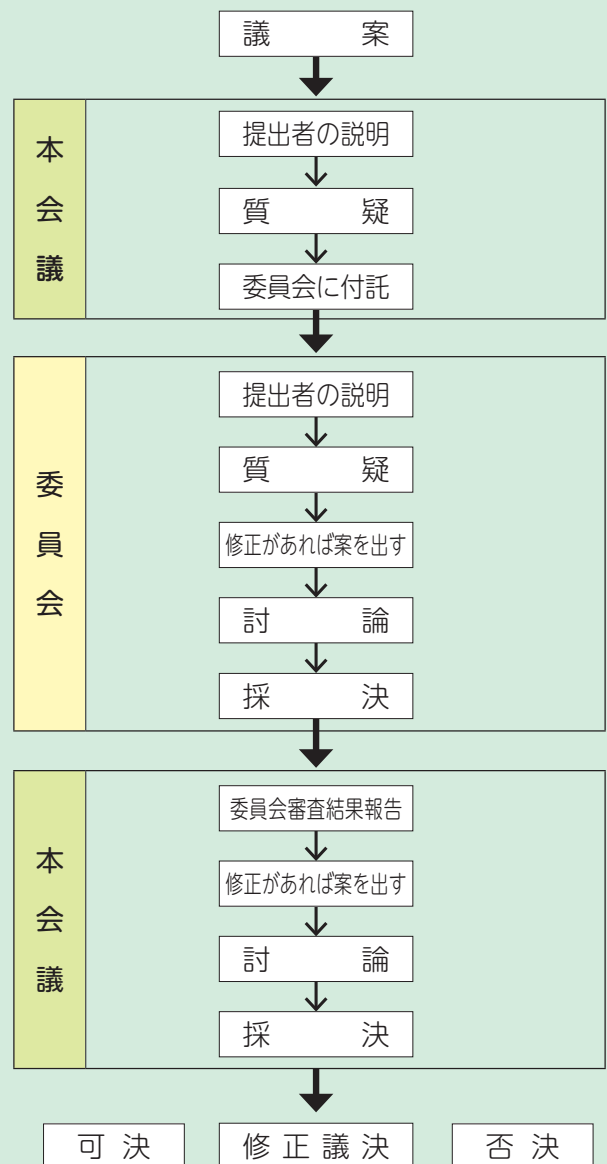 議案
本会議
提出者の説明
質疑
委員会に付託
委員会
提出者の説明
質疑
修正があれば案を出す
討論
採決
本会議
委員会審査結果報告
修正があれば案を出す
討論
採決
可決
修正議決
否決